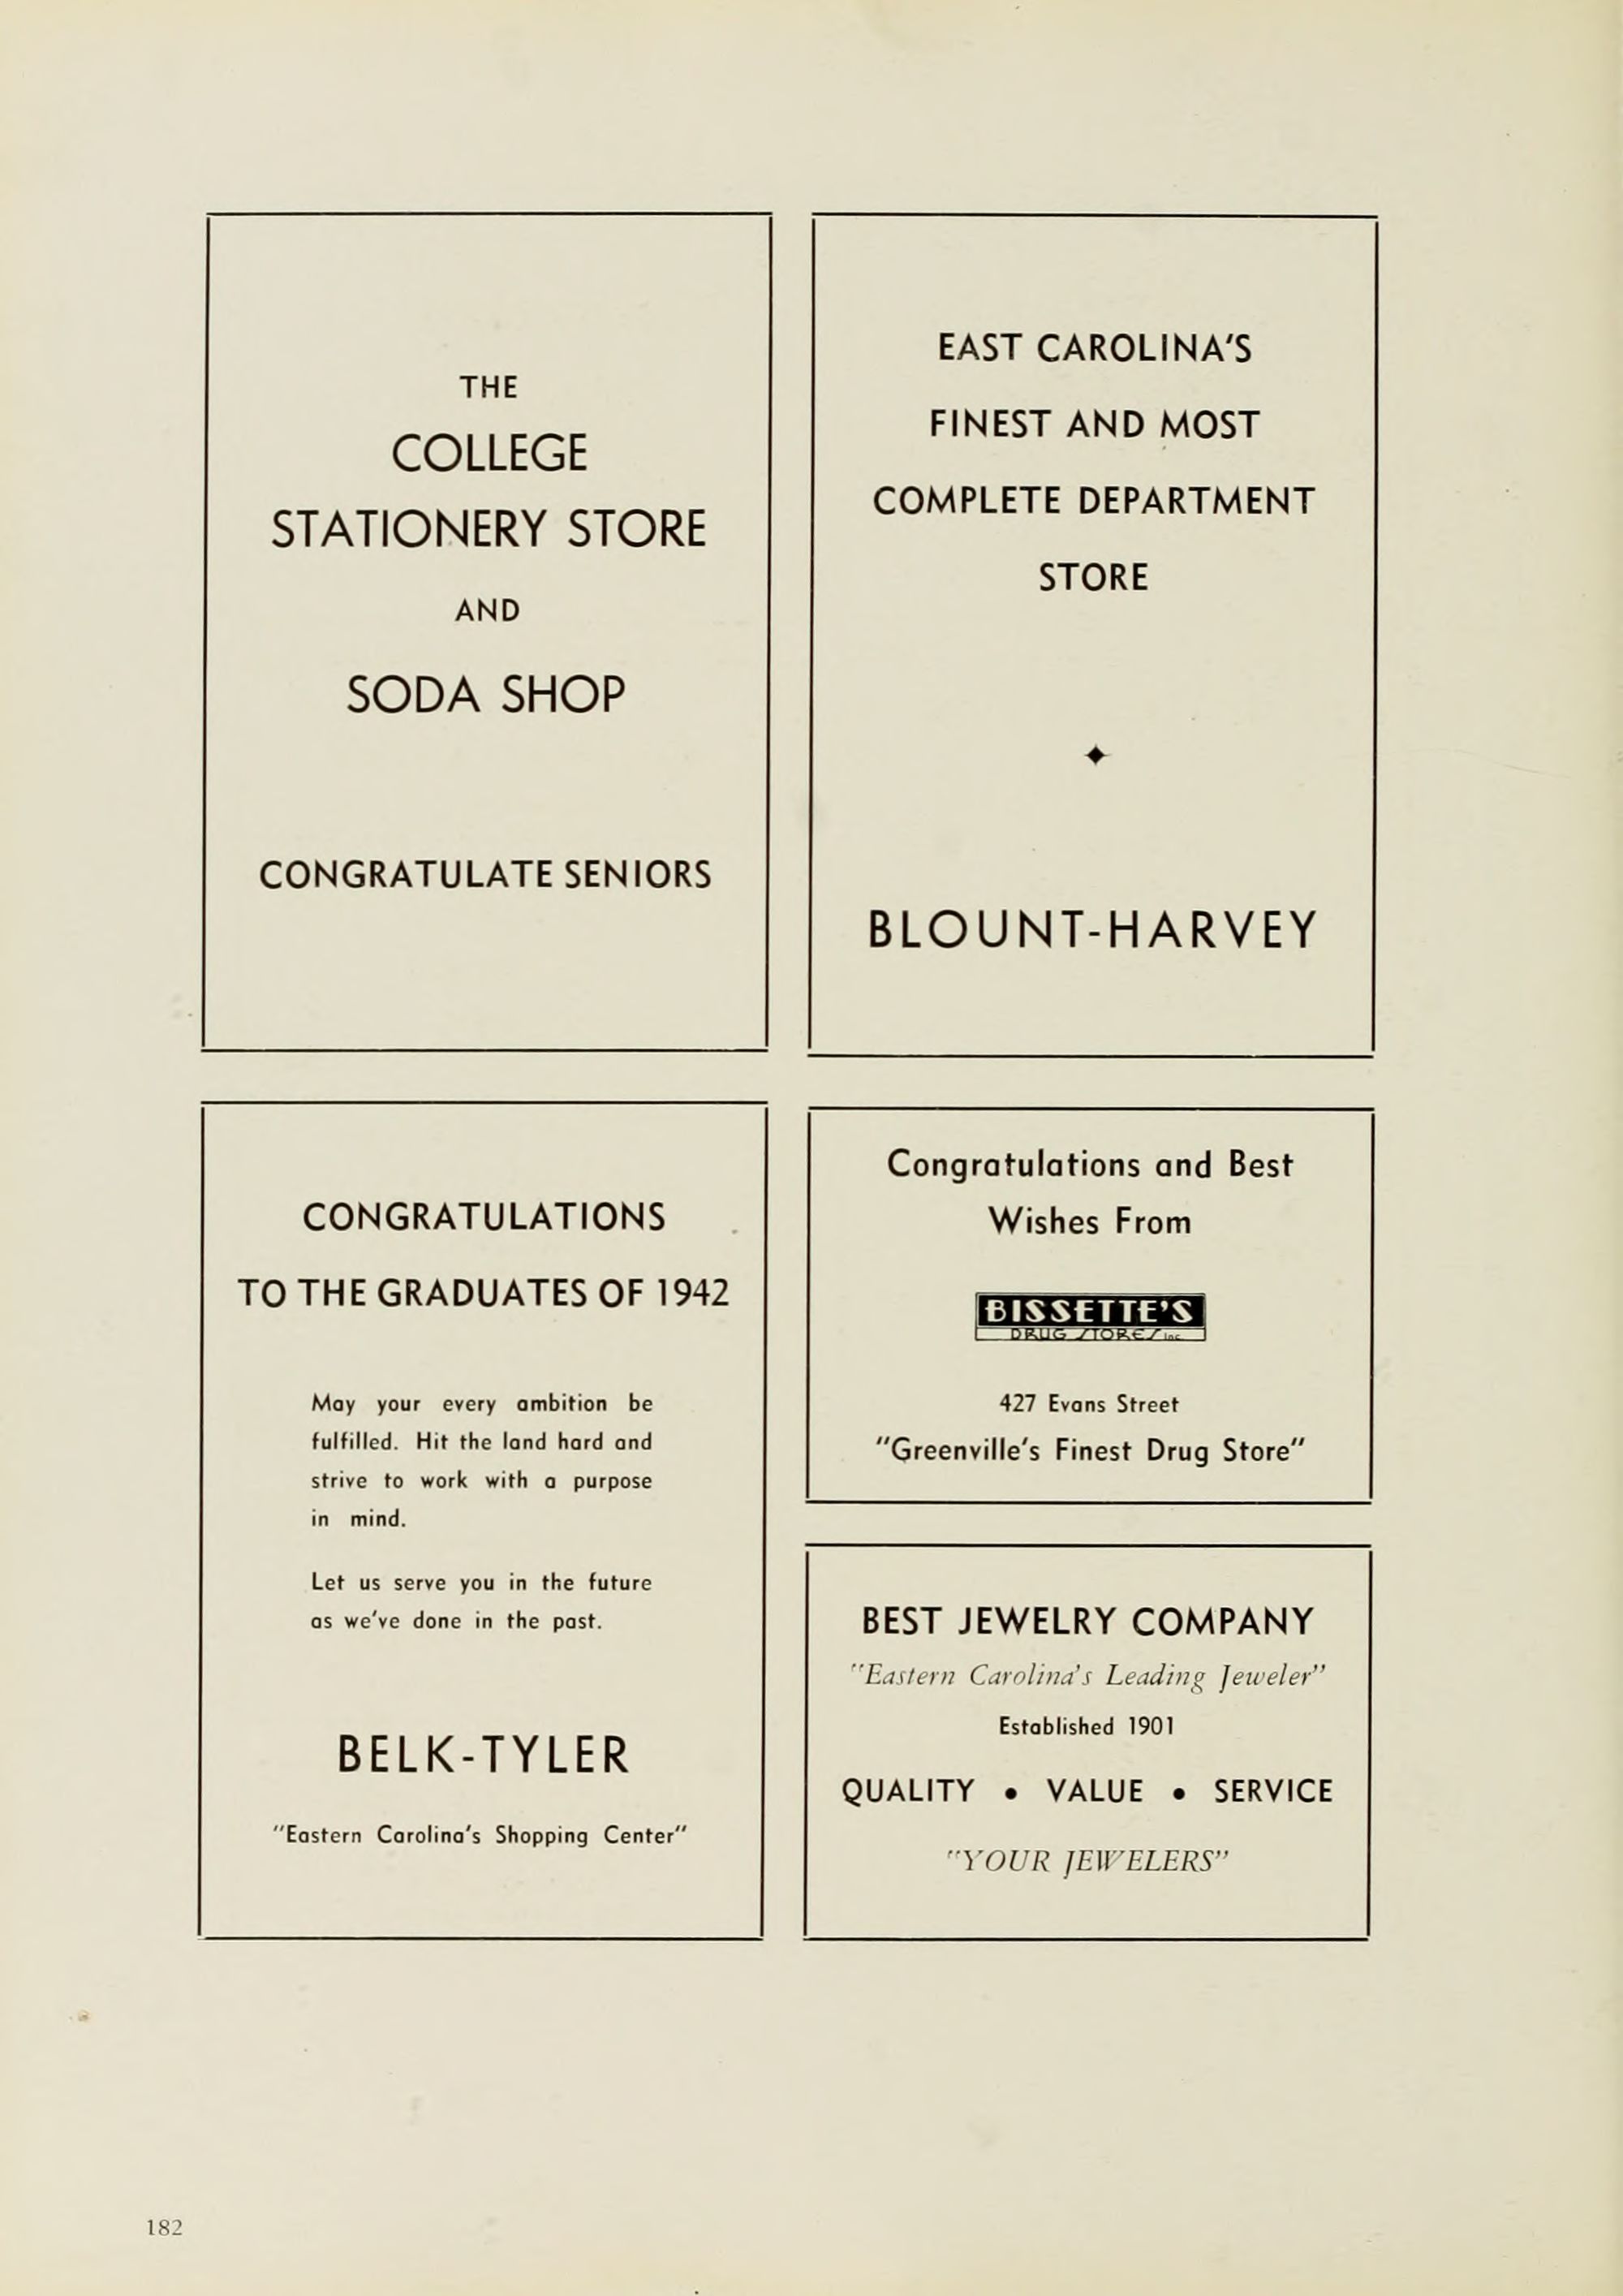 THE
COLLEGE
STATIONERY STORE
AND
SODA SHOP
CONGRATULATE SENIORS
EAST CAROLINA'S
FINEST AND MOST
COMPLETE DEPARTMENT
STORE
BLOUNT-HARVEY
CONGRATULATIONS
TO THE GRADUATES OF 1942
May your every ambition be
fulfilled. Hit the land hard and
strive to work with a purpose
in mind.
Let us serve you in the future
as we've done in the past.
BELK-TYLER
"Eastern Carolina's Shopping Center"
Congratulations and Best
Wishes From
BISSETTE'S
DRUG STORES Inc.
427 Evans Street
"Greenville's Finest Drug Store"
BEST JEWELRY COMPANY
"Eastern Carolina's Leading Jeweler"
Established 1901
QUALITY • VALUE • SERVICE
"YOUR JEWELERS"
182